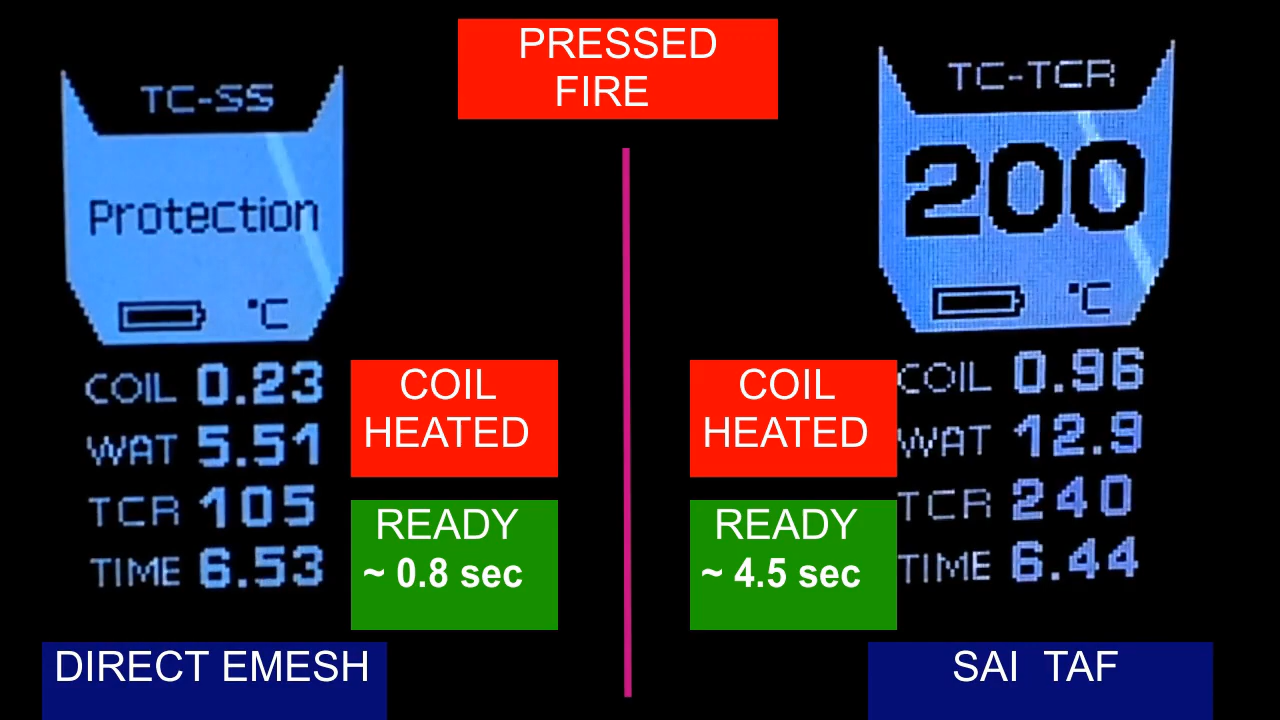 PRESSED
FIRE
TC-SS
Protection
°C
COIL 0.23
WAT 5.51
TCR 105
TIME 6.53
COIL
HEATED
READY
~ 0.8 sec
DIRECT EMESH
TC-TCR
200
°C
COIL 0.96
WAT 12.9
TCR 240
TIME 6.44
COIL
HEATED
READY
~ 4.5 sec
SAI TAF